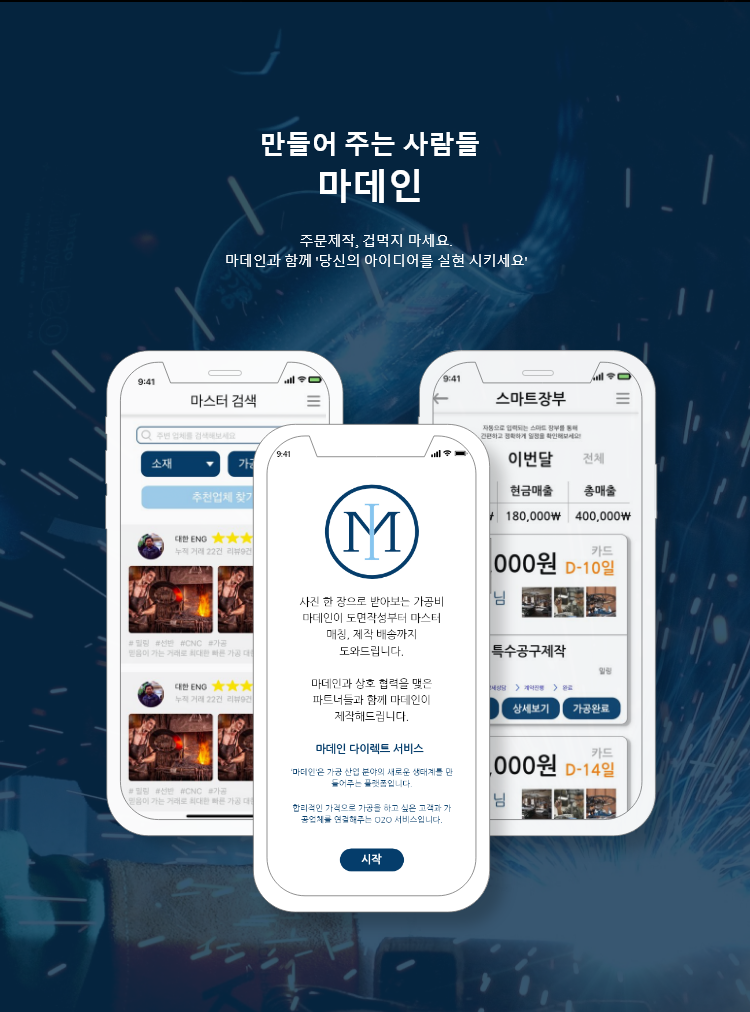 만들어 주는 사람들
마데인
주문제작, 겁먹지 마세요.
마데인과 함께 '당신의 아이디어를 실현 시키세요'
9:41
마스터 검색
주변 업체를 검색해보세요
소재
가공
추천업체 찾기
대한 ENG
누적 거래 22건 리뷰9건
# 밀링 #선반 #CNC #가공
믿음이 가는 거래로 최대한 빠른 가공 대한
대한 ENG
누적 거래 22건 리뷰9건
# 밀링 #선반 #CNC #가공
믿음이 가는 거래로 최대한 빠른 가공 대한
9:41
MI
사진 한 장으로 받아보는 가공비
마데인이 도면작성부터 마스터
매칭, 제작 배송까지
도와드립니다.
마데인과 상호 협력을 맺은
파트너들과 함께 마데인이
제작해드립니다.
마데인 다이렉트 서비스
'마데인'은 가공 산업 분야의 새로운 생태계를 만
들어주는 플랫폼입니다.
합리적인 가격으로 가공을 하고 싶은 고객과 가
공업체를 연결해주는 O2O 서비스입니다.
시작
9:41
스마트장부
자동으로 입력되는 스마트 장부를 통해
간편하고 정확하게 일정을 확인해보세요!
이번달 전체
현금매출 총매출
₩ 180,000₩ 400,000₩
카드
,000원 D-10일
님
특수공구제작
밀링
제작진행 완료
상세보기 가공완료
카드
,000원 D-14일
님